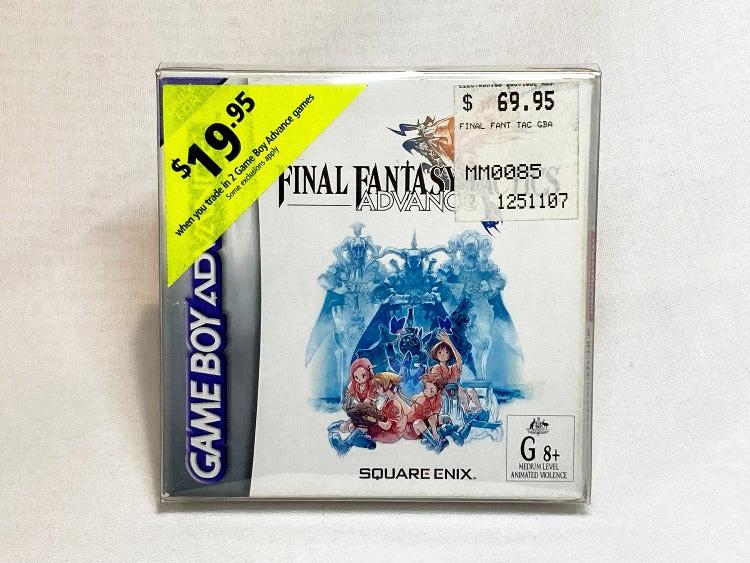 $19.95
when you trade in 2 Game Boy Advance games
Some exclusions apply
$ 69.95
FINAL FANT TAC GBA
MM0085
1251107
FINAL FANTASY
ADVANC
GAME BOY AD
G 8+
MEDIUM LEVEL
ANIMATED VIOLENCE
SQUARE ENIX